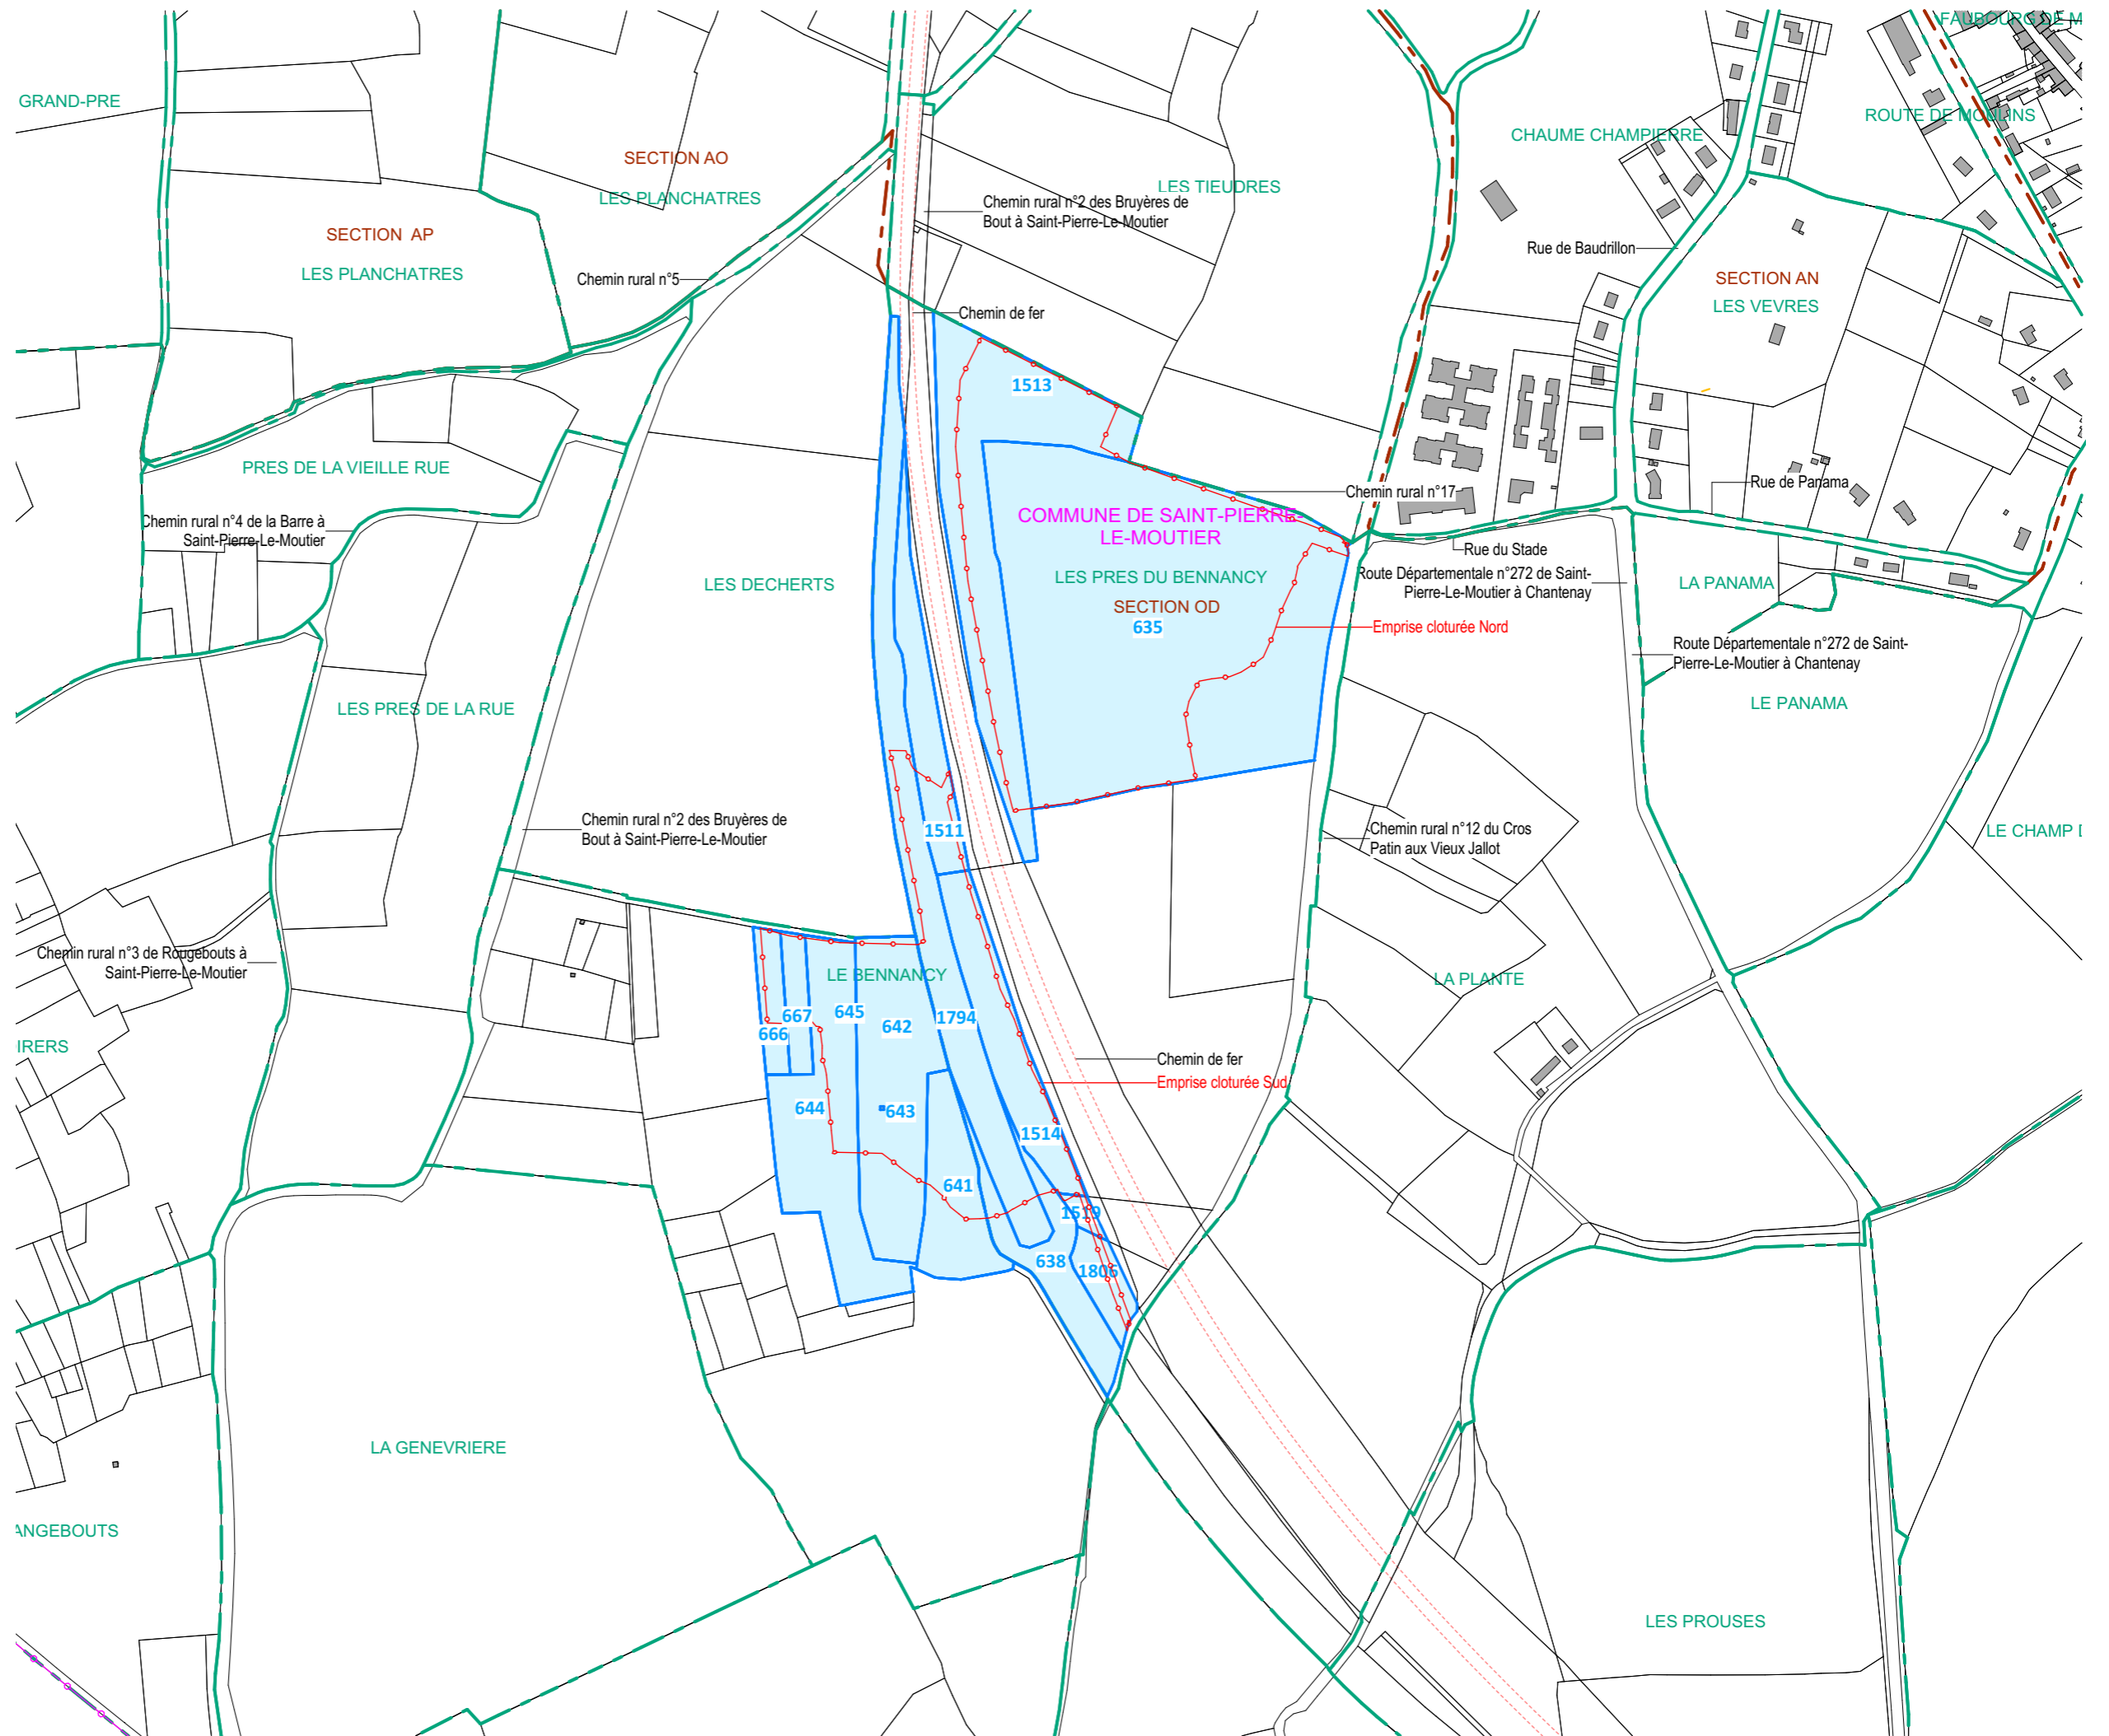 FAUBOURG DE M
GRAND-PRE
ROUTE DE MOULINS
CHAUME CHAMPIERRE
SECTION AO
LES PLANCHATRES
LES TIEUDRES
Chemin rural n°2 des Bruyères de
Bout à Saint-Pierre-Le-Moutier
SECTION AP
LES PLANCHATRES
Rue de Baudrillon
Chemin rural n°5
SECTION AN
LES VEVRES
Chemin de fer
1513
PRES DE LA VIEILLE RUE
Rue de Panama
Chemin rural n°17
COMMUNE DE SAINT-PIERRE-
LE-MOUTIER
Chemin rural n°4 de la Barre à
Saint-Pierre-Le-Moutier
Rue du Stade
LES DECHERTS
LES PRES DU BENNANCY
Route Départementale n°272 de Saint-
Pierre-Le-Moutier à Chantenay
LA PANAMA
SECTION OD
635
Emprise cloturée Nord
Route Départementale n°272 de Saint-
Pierre-Le-Moutier à Chantenay
LES PRES DE LA RUE
LE PANAMA
Chemin rural n°2 des Bruyères de
Bout à Saint-Pierre-Le-Moutier
1511
Chemin rural n°12 du Cros
Patin aux Vieux Jallot
LE CHAMP D
Chemin rural n°3 de Rougebouts à
Saint-Pierre-Le-Moutier
LE BENNANCY
LA PLANTE
667
645
642
1794
666
IRERS
Chemin de fer
Emprise cloturée Sud
644
643
1514
641
1519
638
1806
LA GENEVRIERE
ANGEBOUTS
LES PROUSES